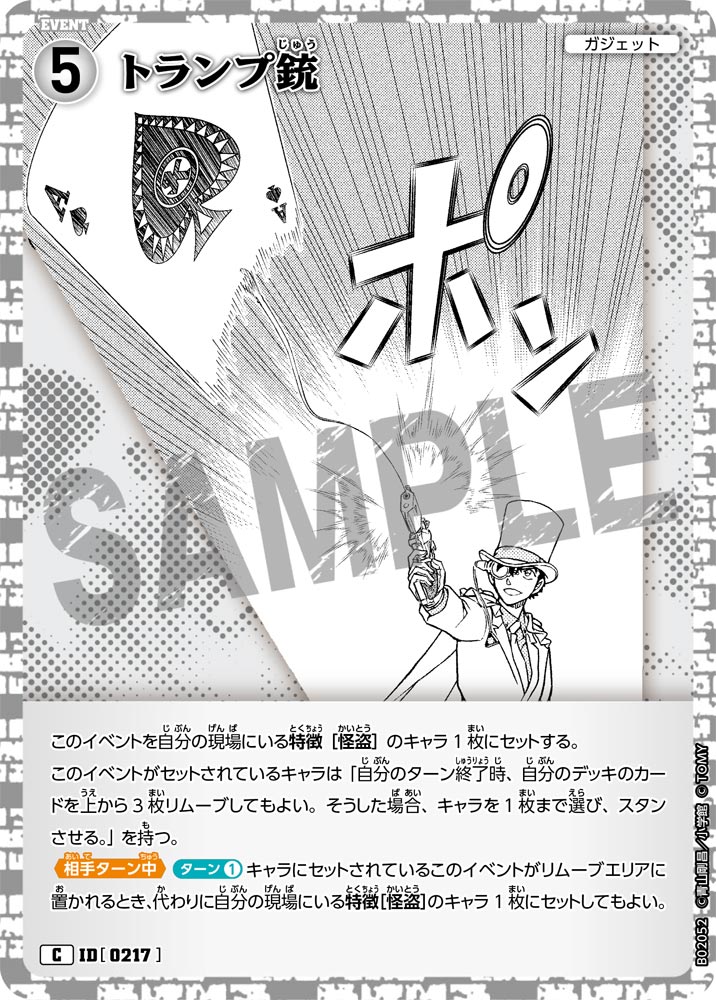 EVENT
5
トランプ銃
じゅう
ガジェット
A
A
ポン
SAMPLE
このイベントを自分の現場にいる特徴［怪盗］のキャラ1枚にセットする。
このイベントがセットされているキャラは「自分のターン終了時、自分のデッキのカー
ドを上から3枚リムーブしてもよい。そうした場合、キャラを1枚まで選び、スタン
させる。」を持つ。
相手ターン中 ターン① キャラにセットされているこのイベントがリムーブエリアに
置かれるとき、代わりに自分の現場にいる特徴[怪盗]のキャラ1枚にセットしてもよい。
C ID[ 0217 ]
B02052 ©青山剛昌／小学館 ©TOMY